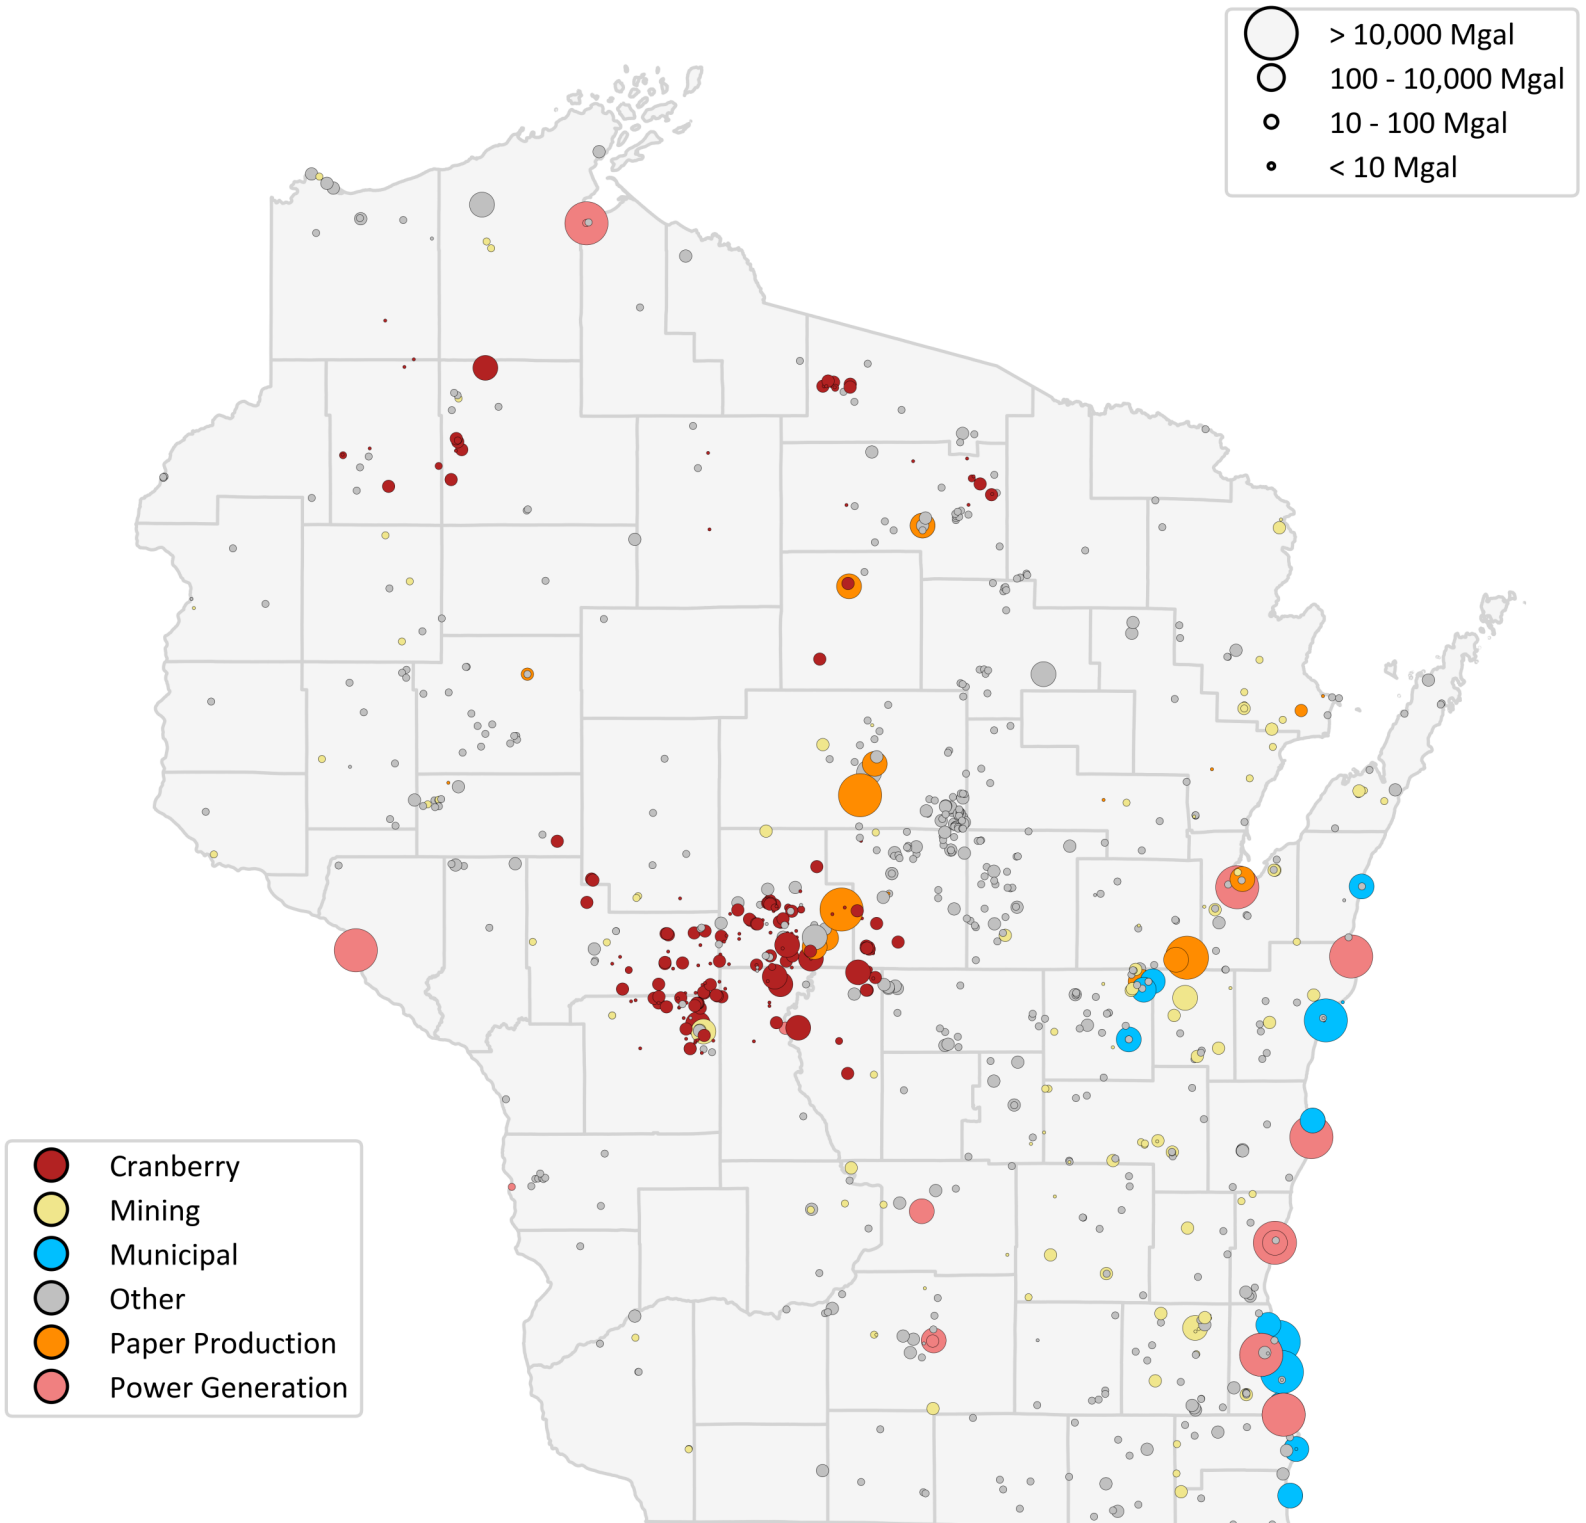 > 10,000 Mgal
100 - 10,000 Mgal
10 - 100 Mgal
< 10 Mgal
Cranberry
Mining
Municipal
Other
Paper Production
Power Generation